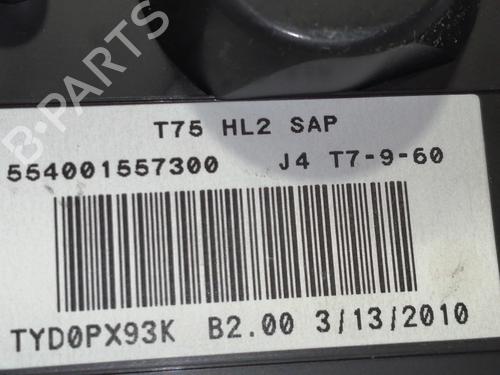 B-PARTS
T75 HL2 SAP
554001557300 J4 T7-9-60
TYD0PX93K B2.00 3/13/2010